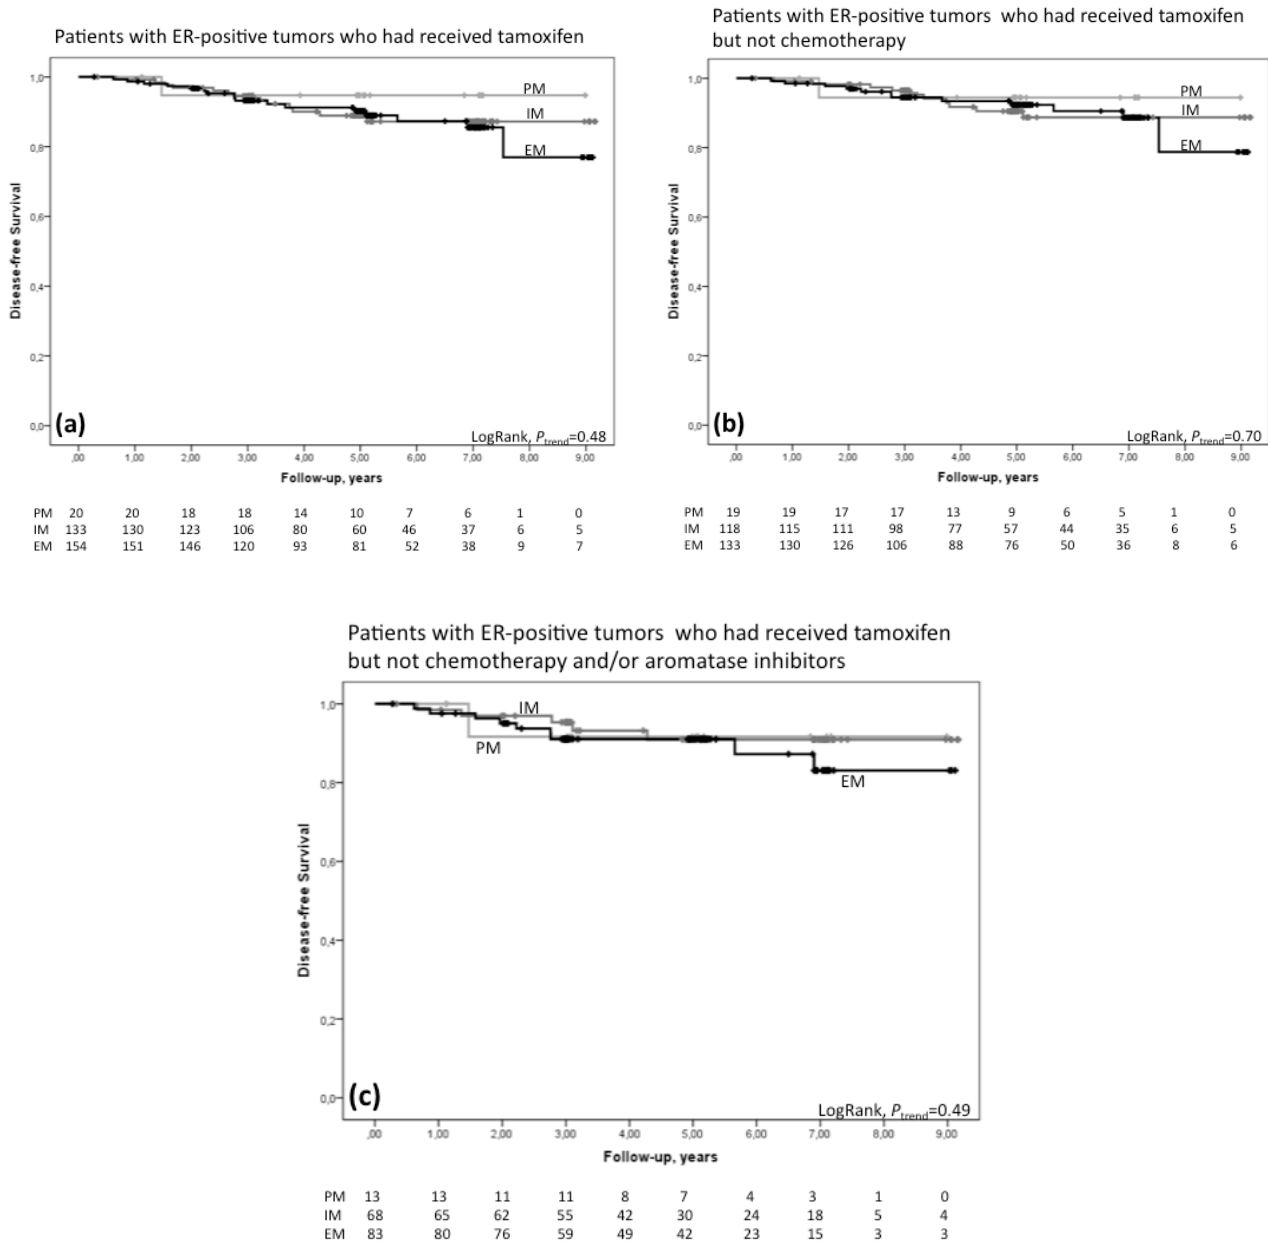 Patients with ER-positive tumors who had received tamoxifen
1,0
0,8
0,6
0,4
0,2
0,0
Disease-free Survival
PM
IM
EM
(a)
LogRank, Ptrend=0.48
,00 1,00 2,00 3,00 4,00 5,00 6,00 7,00 8,00 9,00
Follow-up, years
PM 20 20 18 18 14 10 7 6 1 0
IM 133 130 123 106 80 60 46 37 6 5
EM 154 151 146 120 93 81 52 38 9 7
Patients with ER-positive tumors who had received tamoxifen
but not chemotherapy
1,0
0,8
0,6
0,4
0,2
0,0
Disease-free Survival
PM
IM
EM
(b)
LogRank, Ptrend=0.70
,00 1,00 2,00 3,00 4,00 5,00 6,00 7,00 8,00 9,00
Follow-up, years
PM 19 19 17 17 13 9 6 5 1 0
IM 118 115 111 98 77 57 44 35 6 5
EM 133 130 126 106 88 76 50 36 8 6
Patients with ER-positive tumors who had received tamoxifen
but not chemotherapy and/or aromatase inhibitors
1,0
0,8
0,6
0,4
0,2
0,0
Disease-free Survival
IM
PM
EM
(c)
LogRank, Ptrend=0.49
,00 1,00 2,00 3,00 4,00 5,00 6,00 7,00 8,00 9,00
Follow-up, years
PM 13 13 11 11 8 7 4 3 1 0
IM 68 65 62 55 42 30 24 18 5 4
EM 83 80 76 59 49 42 23 15 3 3